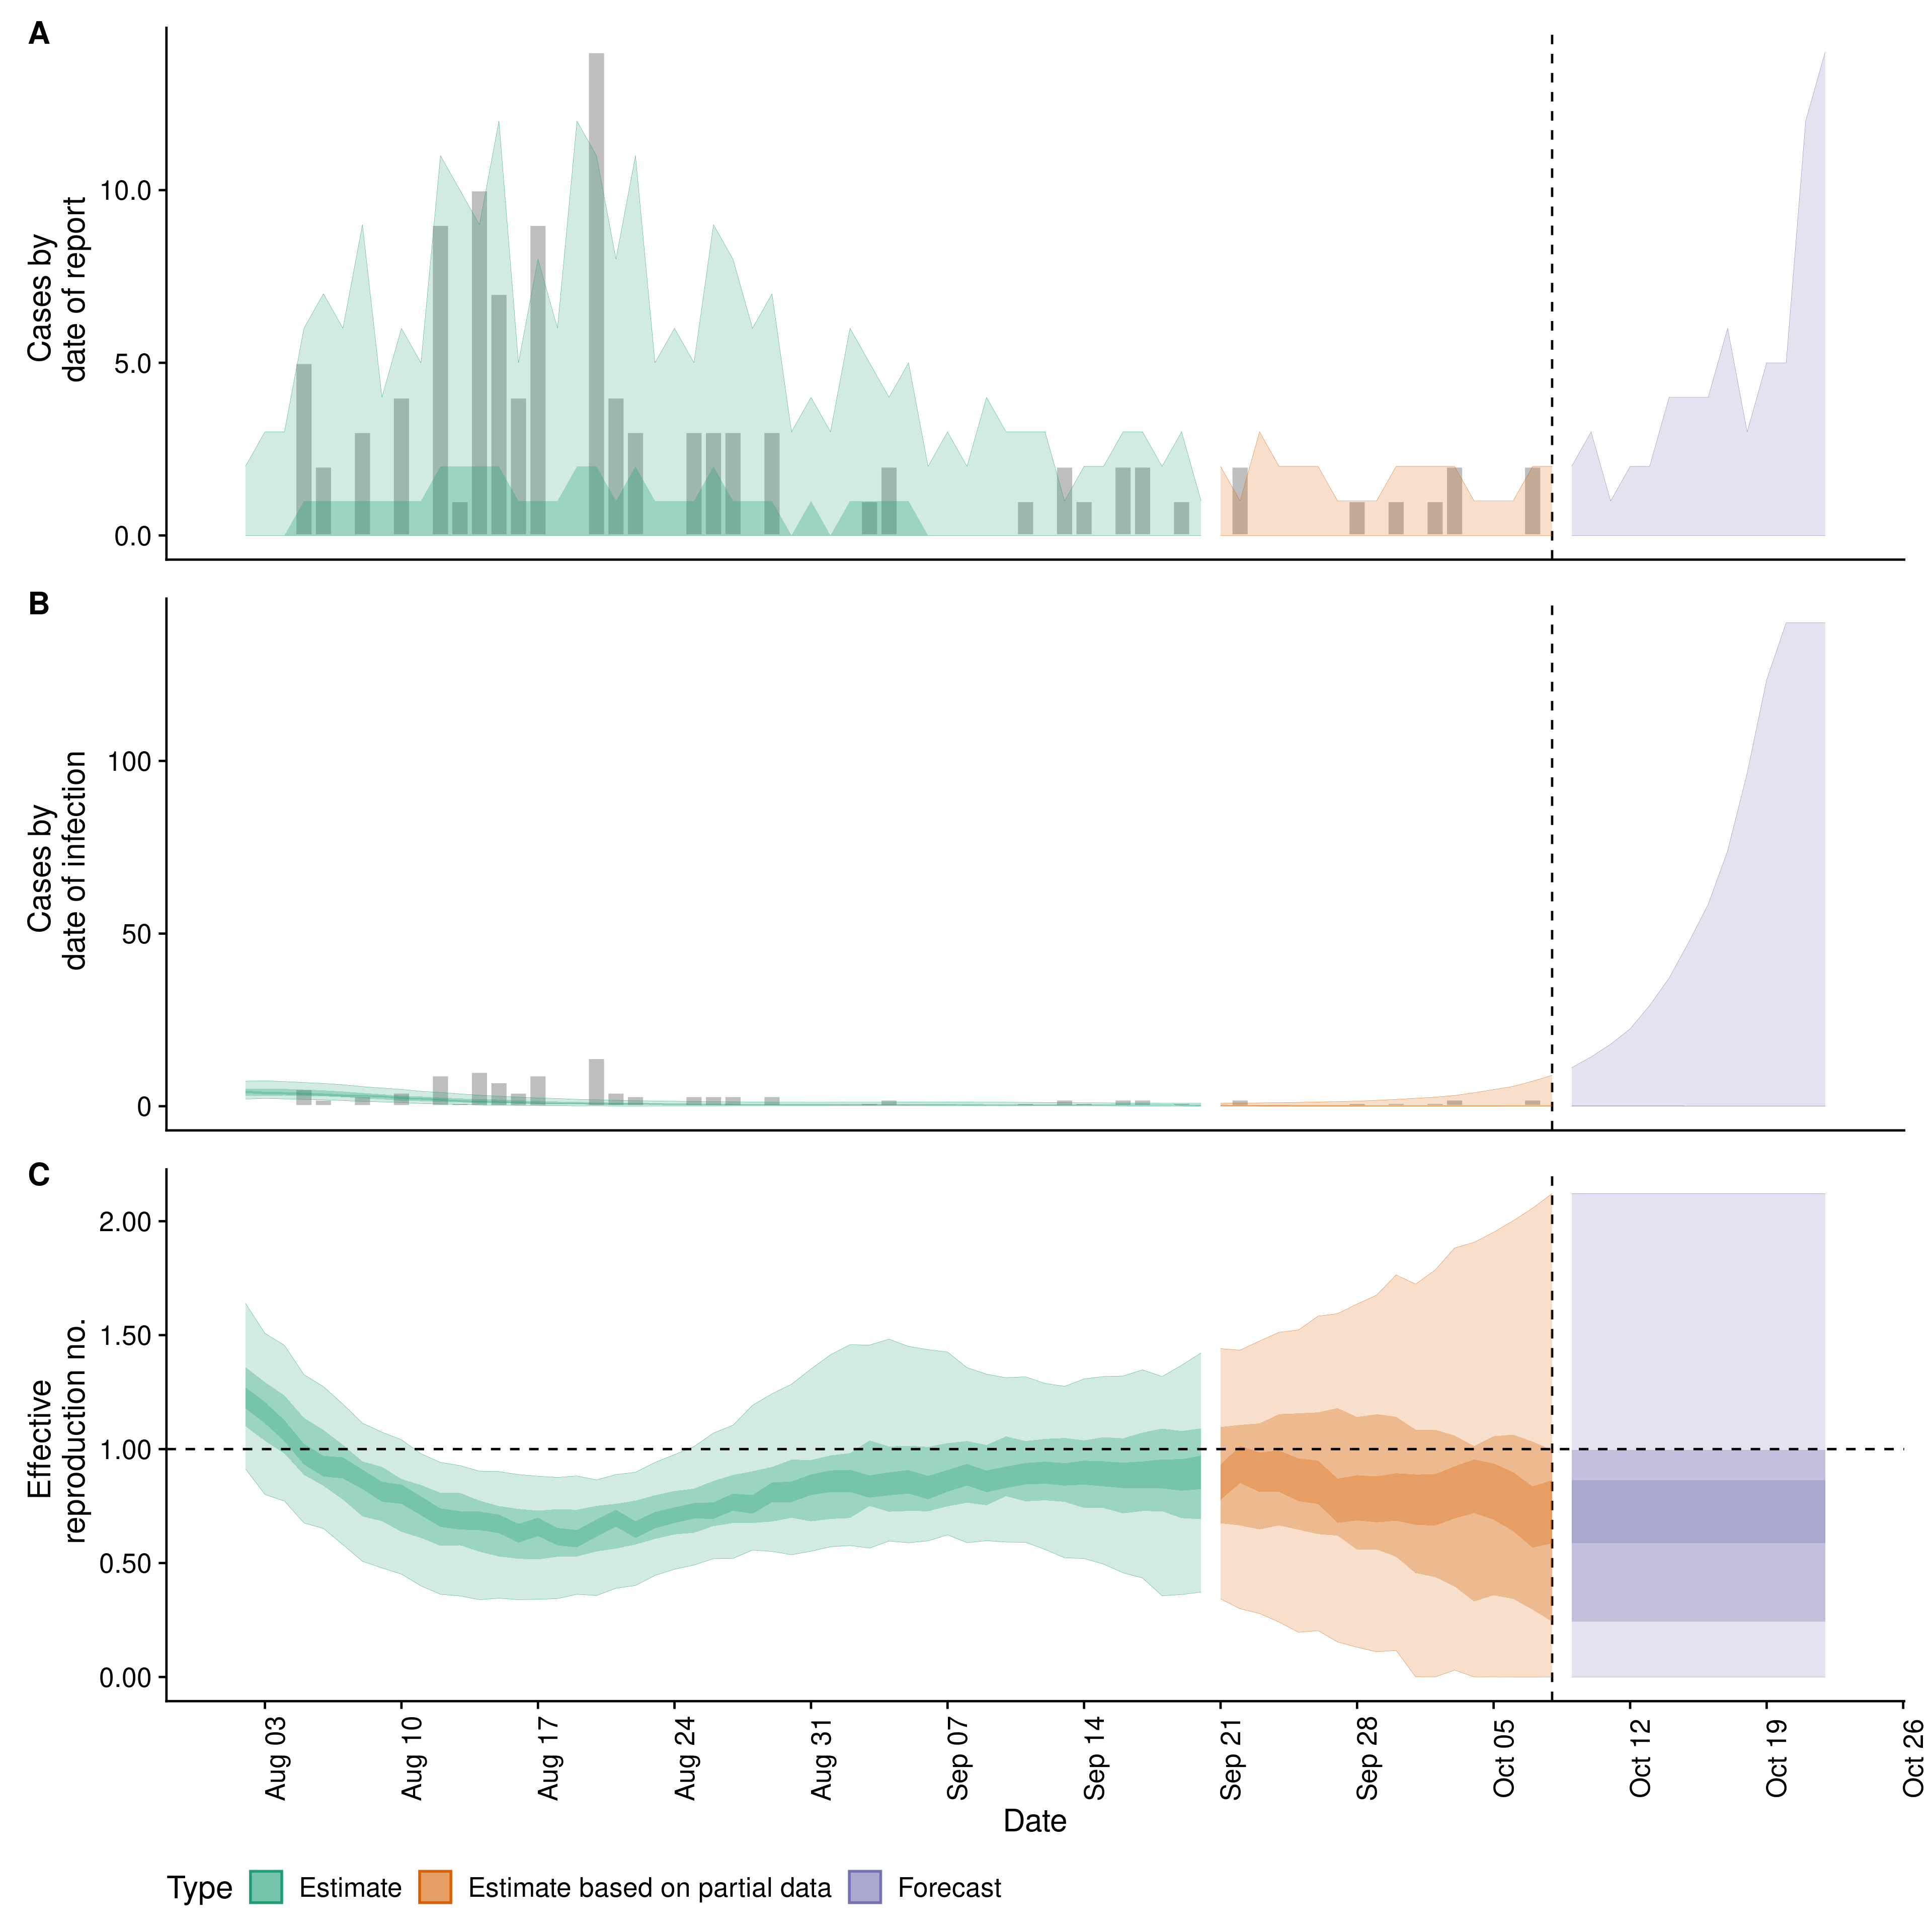 A
Cases by
date of report
10.0
5.0
0.0
B
Cases by
date of infection
100
50
0
C
Effective
reproduction no.
2.00
1.50
1.00
0.50
0.00
Aug 03
Aug 10
Aug 17
Aug 24
Aug 31
Sep 07
Sep 14
Sep 21
Sep 28
Oct 05
Oct 12
Oct 19
Oct 26
Date
Type Estimate Estimate based on partial data Forecast